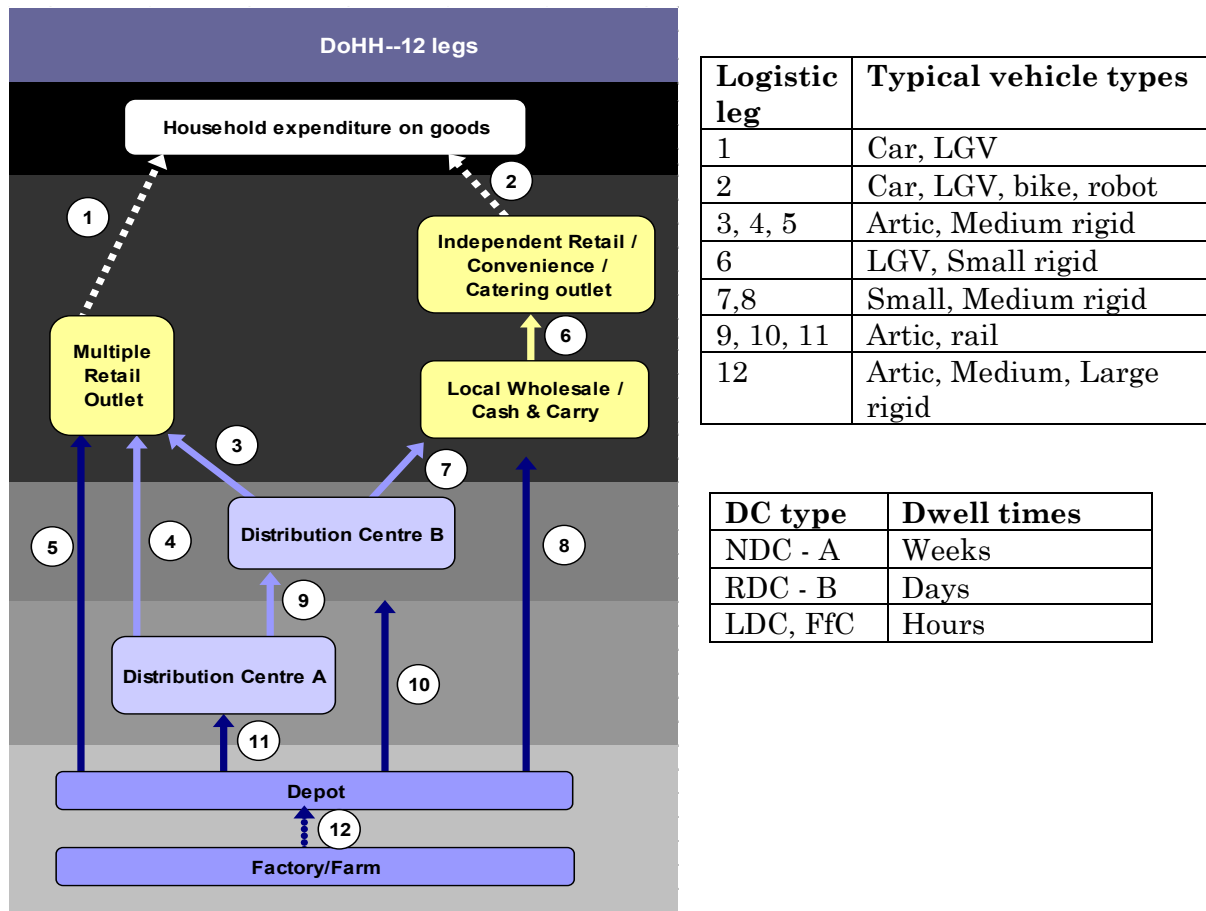 DoHH--12 legs
Household expenditure on goods
1
2
Independent Retail /
Convenience /
Catering outlet
Multiple
Retail
Outlet
6
Local Wholesale /
Cash & Carry
3
7
Distribution Centre B
5
4
8
9
Distribution Centre A
10
11
Depot
12
Factory/Farm
Logistic leg Typical vehicle types
1 Car, LGV
2 Car, LGV, bike, robot
3, 4, 5 Artic, Medium rigid
6 LGV, Small rigid
7,8 Small, Medium rigid
9, 10, 11 Artic, rail
12 Artic, Medium, Large
rigid
DC type Dwell times
NDC - A Weeks
RDC - B Days
LDC, FfC Hours